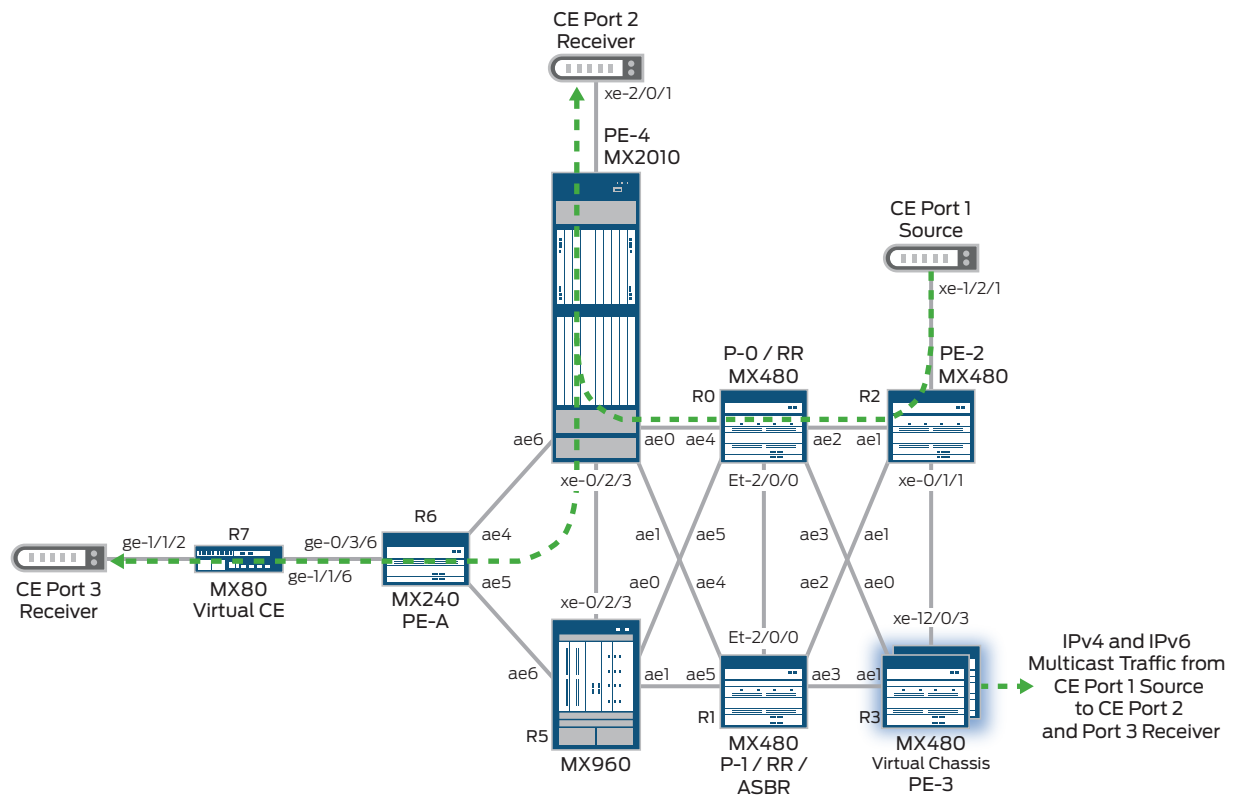 CE Port 2
Receiver
xe-2/0/1
PE-4
MX2010
CE Port 1
Source
xe-1/2/1
P-0 / RR
MX480
PE-2
MX480
R0
R2
ae6
ae0
ae4
ae2
ae1
xe-0/2/3
Et-2/0/0
xe-0/1/1
R6
ae4
ae1
ae5
ae3
ae1
R7
ge-1/1/2
ge-0/3/6
ge-1/1/6
CE Port 3
Receiver
MX80
Virtual CE
MX240
PE-A
ae5
ae0
ae4
ae2
ae0
xe-0/2/3
Et-2/0/0
xe-12/0/3
ae6
ae1
ae5
ae3
ae1
R5
R1
R3
MX960
MX480
P-1 / RR /
ASBR
MX480
Virtual Chassis
PE-3
IPv4 and IPv6
Multicast Traffic from
CE Port 1 Source
to CE Port 2
and Port 3 Receiver